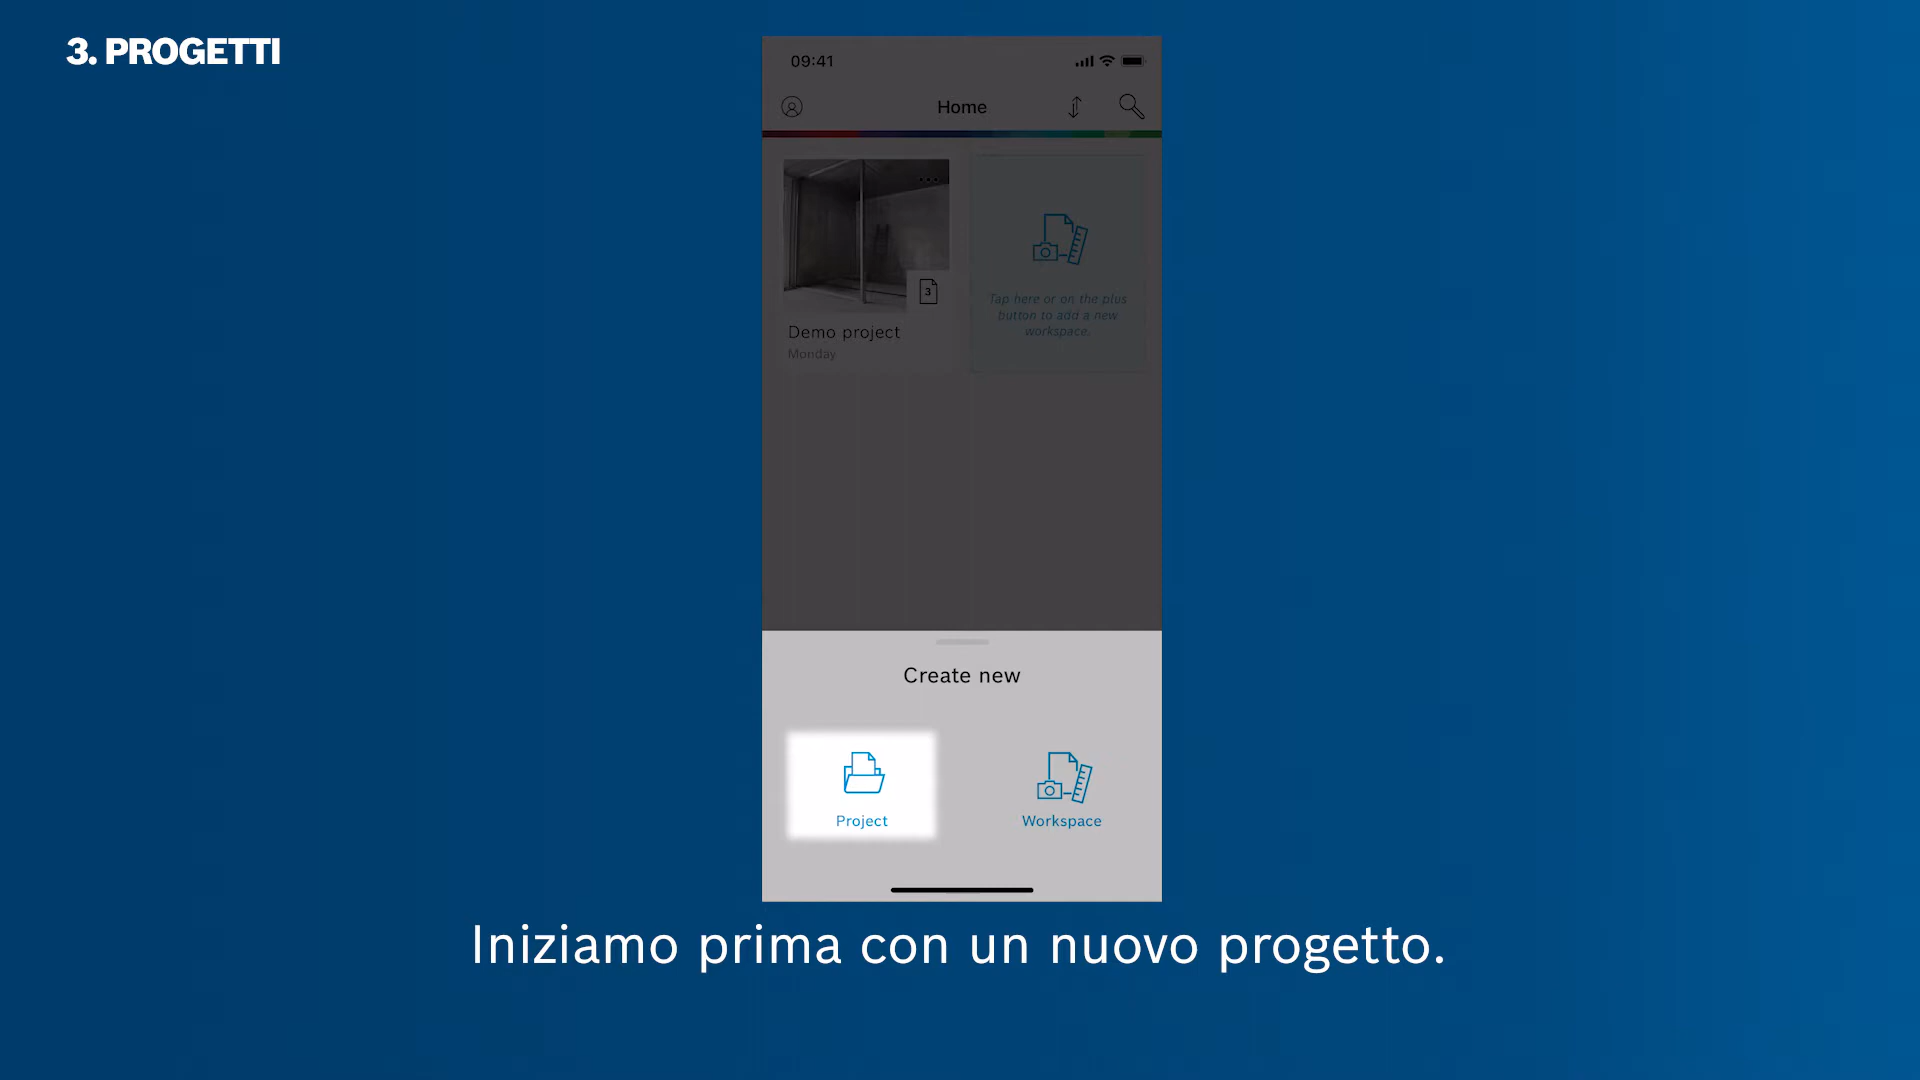 3. PROGETTI
09:41
Home
3
Demo project
Monday
Tap here or on the plus
button to add a new
workspace.
Create new
Project
Workspace
Iniziamo prima con un nuovo progetto.